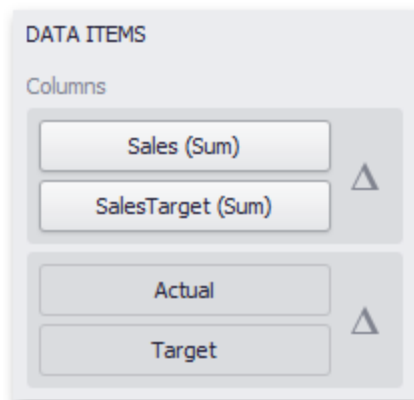 DATA ITEMS
Columns
Sales (Sum)
SalesTarget (Sum)
Δ
Actual
Target
Δ